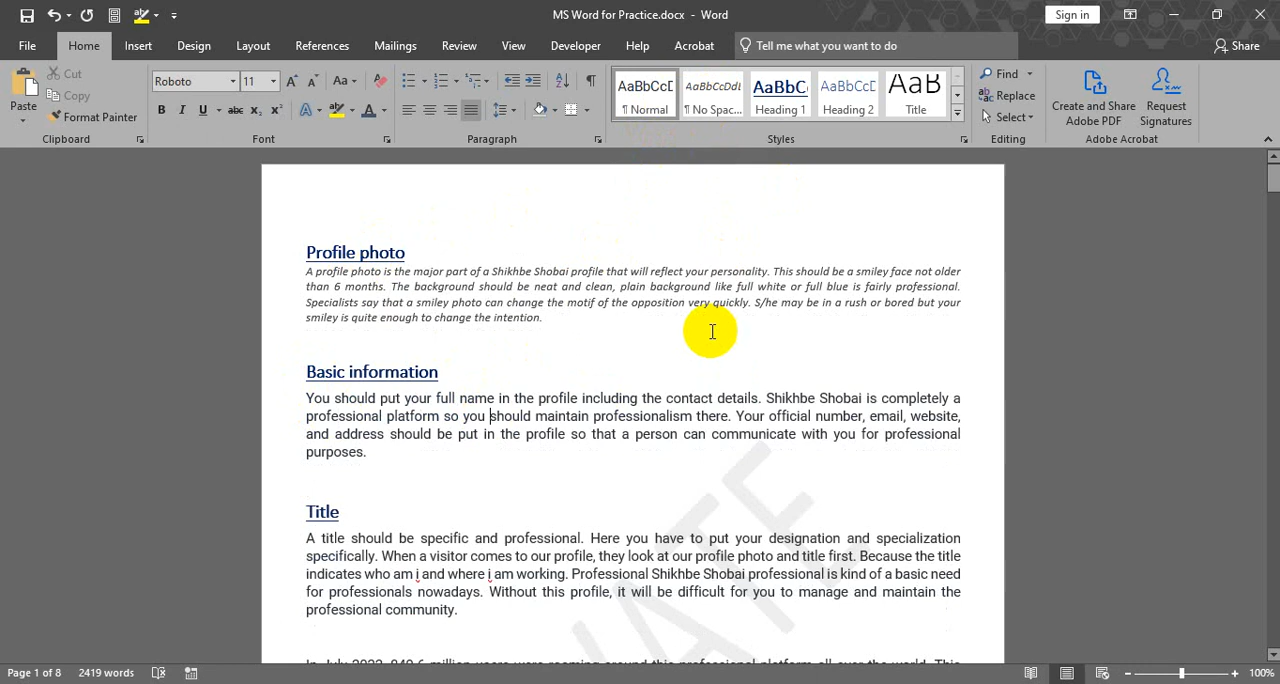 MS Word for Practice.docx - Word
Sign in
File Home Insert Design Layout References Mailings Review View Developer Help Acrobat Tell me what you want to do Share
Paste
Cut
Copy
Format Painter
Clipboard
Roboto 11
Font
Paragraph
AaBbCcD AaBbCcDdI AaBbC AaBbCcD AaB
¶ Normal ¶ No Spac... Heading 1 Heading 2 Title
Styles
Find
Replace
Select
Editing
Create and Share
Adobe PDF
Request
Signatures
Adobe Acrobat
Profile photo
A profile photo is the major part of a Shikhbe Shobai profile that will reflect your personality. This should be a smiley face not older
than 6 months. The background should be neat and clean, plain background like full white or full blue is fairly professional.
Specialists say that a smiley photo can change the motif of the opposition very quickly. S/he may be in a rush or bored but your
smiley is quite enough to change the intention.
Basic information
You should put your full name in the profile including the contact details. Shikhbe Shobai is completely a
professional platform so you should maintain professionalism there. Your official number, email, website,
and address should be put in the profile so that a person can communicate with you for professional
purposes.
Title
A title should be specific and professional. Here you have to put your designation and specialization
specifically. When a visitor comes to our profile, they look at our profile photo and title first. Because the title
indicates who am i and where i am working. Professional Shikhbe Shobai professional is kind of a basic need
for professionals nowadays. Without this profile, it will be difficult for you to manage and maintain the
professional community.
Page 1 of 8 2419 words 100%